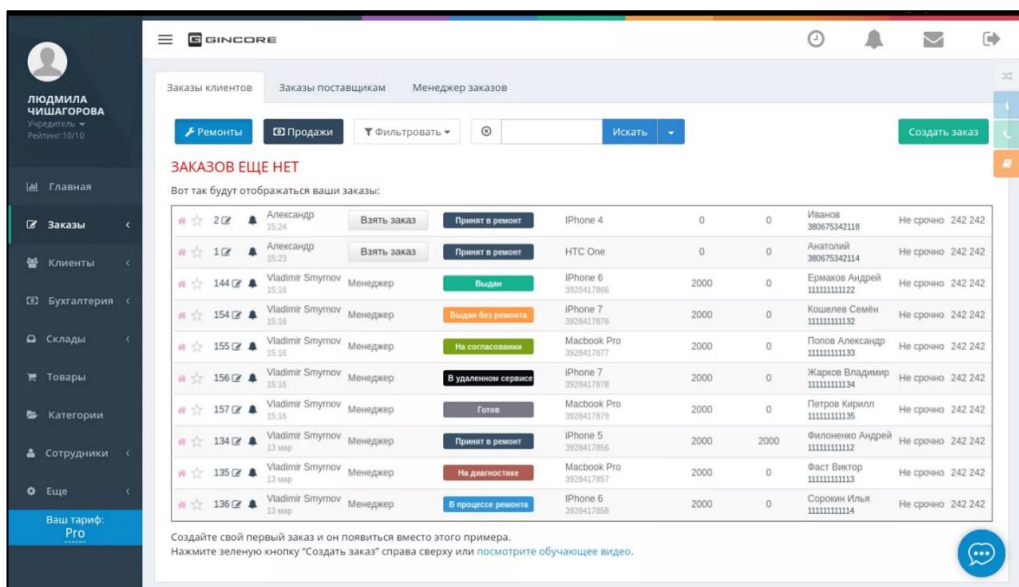 GINCORE
ЛЮДМИЛА
ЧИШАГОРОВА
Учредитель
Рейтинг:10/10
Главная
Заказы
Клиенты
Бухгалтерия
Склады
Товары
Категории
Сотрудники
Еще
Ваш тариф:
Pro
Заказы клиентов Заказы поставщикам Менеджер заказов
Ремонты Продажи Фильтровать Искать Создать заказ
ЗАКАЗОВ ЕЩЕ НЕТ
Вот так будут отображаться ваши заказы:
2 Александр Взять заказ Принят в ремонт IPhone 4 0 0 Иванов Не срочно 242 242
15:24 380675342118
1 Александр Взять заказ Принят в ремонт HTC One 0 0 Анатолий Не срочно 242 242
15:23 380675342114
144 Vladimir Smyrnov Менеджер Выдан IPhone 6 2000 0 Ермаков Андрей Не срочно 242 242
15:16 3928417866 111111111122
154 Vladimir Smyrnov Менеджер Выдан без ремонта iPhone 7 2000 0 Кошелев Семён Не срочно 242 242
15:16 3928417876 111111111132
155 Vladimir Smyrnov Менеджер На согласовании Macbook Pro 2000 0 Попов Александр Не срочно 242 242
15:16 3928417877 111111111133
156 Vladimir Smyrnov Менеджер В удаленном сервисе iPhone 7 2000 0 Жарков Владимир Не срочно 242 242
15:16 3928417878 111111111134
157 Vladimir Smyrnov Менеджер Готов Macbook Pro 2000 0 Петров Кирилл Не срочно 242 242
15:16 3928417879 111111111135
134 Vladimir Smyrnov Менеджер Принят в ремонт iPhone 5 2000 2000 Филоненко Андрей Не срочно 242 242
13 мар 3928417856 111111111112
135 Vladimir Smyrnov Менеджер На диагностике Macbook Pro 2000 0 Фаст Виктор Не срочно 242 242
13 мар 3928417857 111111111113
136 Vladimir Smyrnov Менеджер В процессе ремонта IPhone 6 2000 0 Сорокин Илья Не срочно 242 242
13 мар 3928417858 111111111114
Создайте свой первый заказ и он появиться вместо этого примера.
Нажмите зеленую кнопку "Создать заказ" справа сверху или посмотрите обучающее видео.